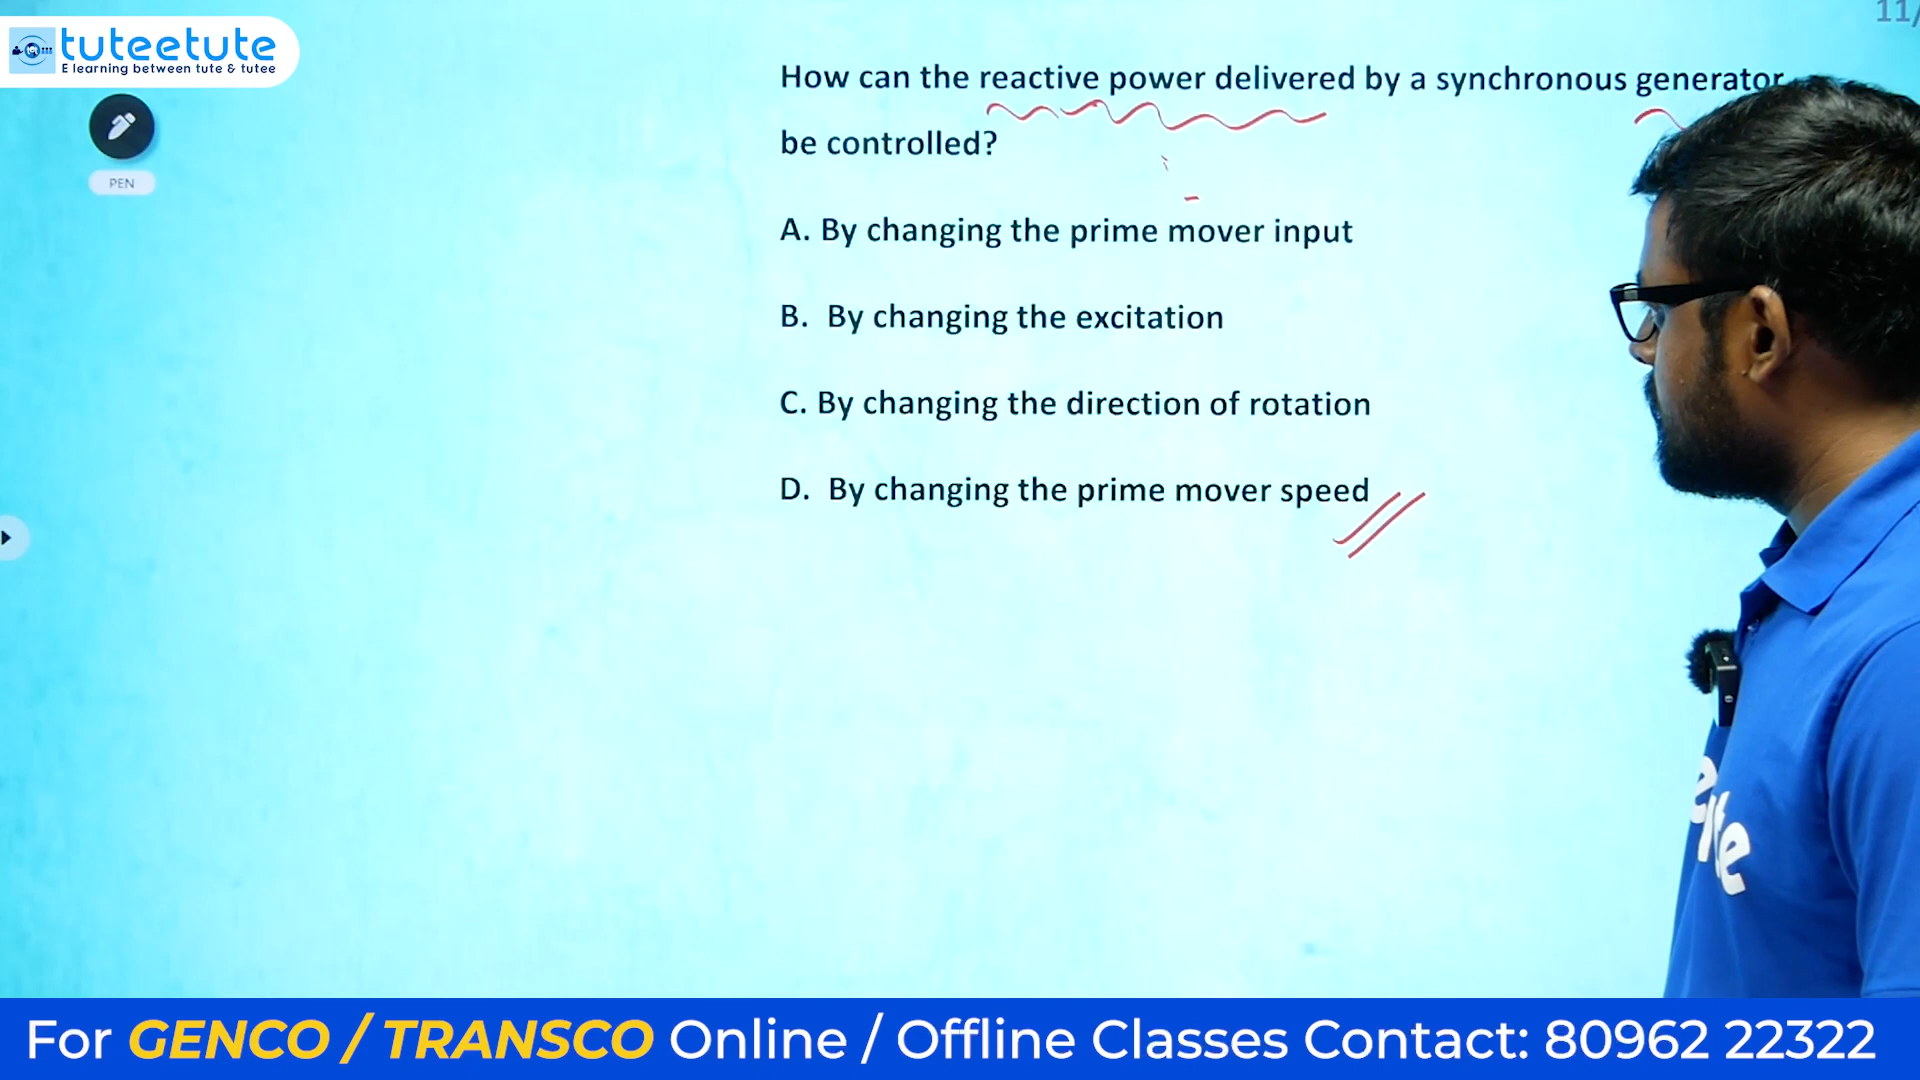 11/
tuteetute
E learning between tute & tutee
PEN
How can the reactive power delivered by a synchronous generator
be controlled?
A. By changing the prime mover input
B. By changing the excitation
C. By changing the direction of rotation
D. By changing the prime mover speed
For GENCO / TRANSCO Online / Offline Classes Contact: 80962 22322